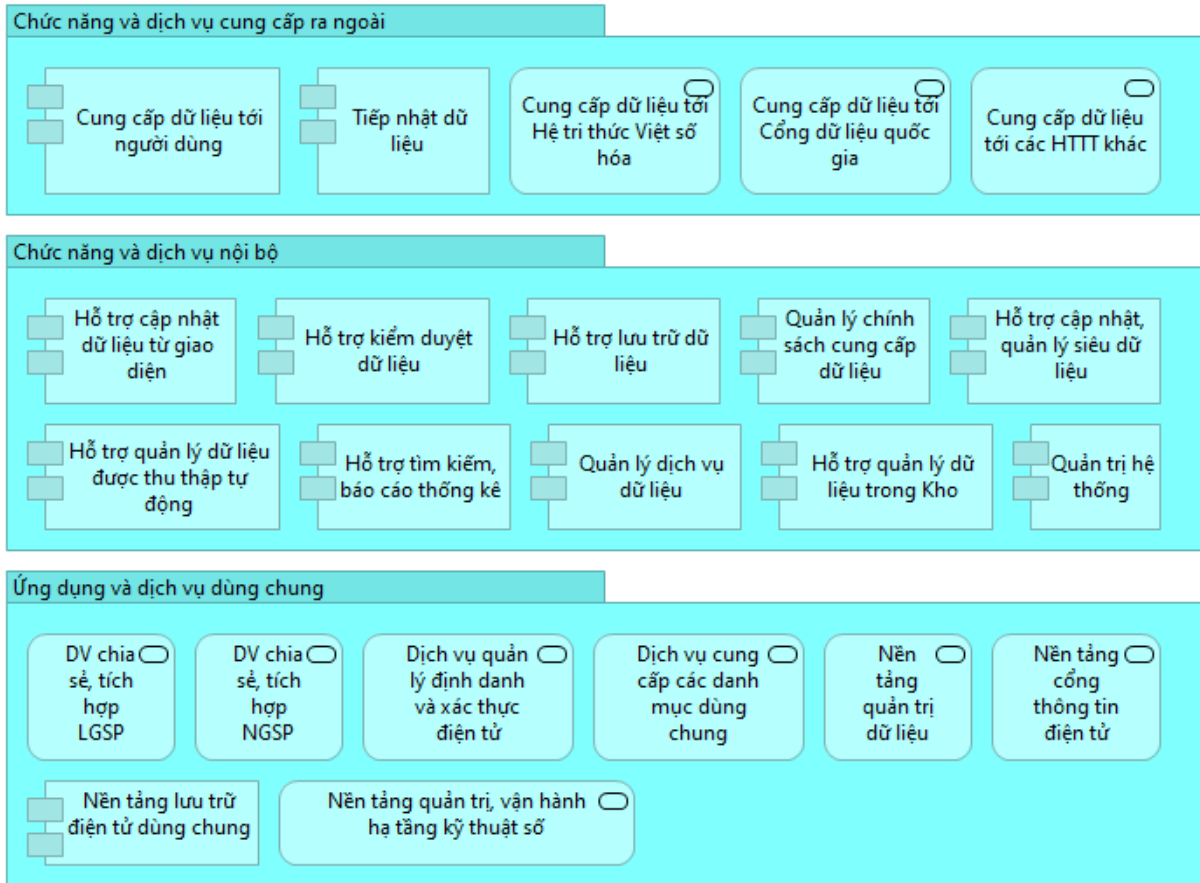 Chức năng và dịch vụ cung cấp ra ngoài
Cung cấp dữ liệu tới
người dùng
Tiếp nhật dữ
liệu
Cung cấp dữ liệu tới
Hệ tri thức Việt số
hóa
Cung cấp dữ liệu tới
Cổng dữ liệu quốc
gia
Cung cấp dữ liệu
tới các HTTT khác
Chức năng và dịch vụ nội bộ
Hỗ trợ cập nhật
dữ liệu từ giao
diện
Hỗ trợ kiểm duyệt
dữ liệu
Hỗ trợ lưu trữ dữ
liệu
Quản lý chính
sách cung cấp
dữ liệu
Hỗ trợ cập nhật,
quản lý siêu dữ
liệu
Hỗ trợ quản lý dữ liệu
được thu thập tự
động
Hỗ trợ tìm kiếm,
báo cáo thống kê
Quản lý dịch vụ
dữ liệu
Hỗ trợ quản lý dữ
liệu trong Kho
Quản trị hệ
thống
Ứng dụng và dịch vụ dùng chung
DV chia
sẻ, tích
hợp
LGSP
DV chia
sẻ, tích
hợp
NGSP
Dịch vụ quản
lý định danh
và xác thực
điện tử
Dịch vụ cung
cấp các danh
mục dùng
chung
Nền
tảng
quản trị
dữ liệu
Nền tảng
cổng
thông tin
điện tử
Nền tảng lưu trữ
điện tử dùng chung
Nền tảng quản trị, vận hành
hạ tầng kỹ thuật số